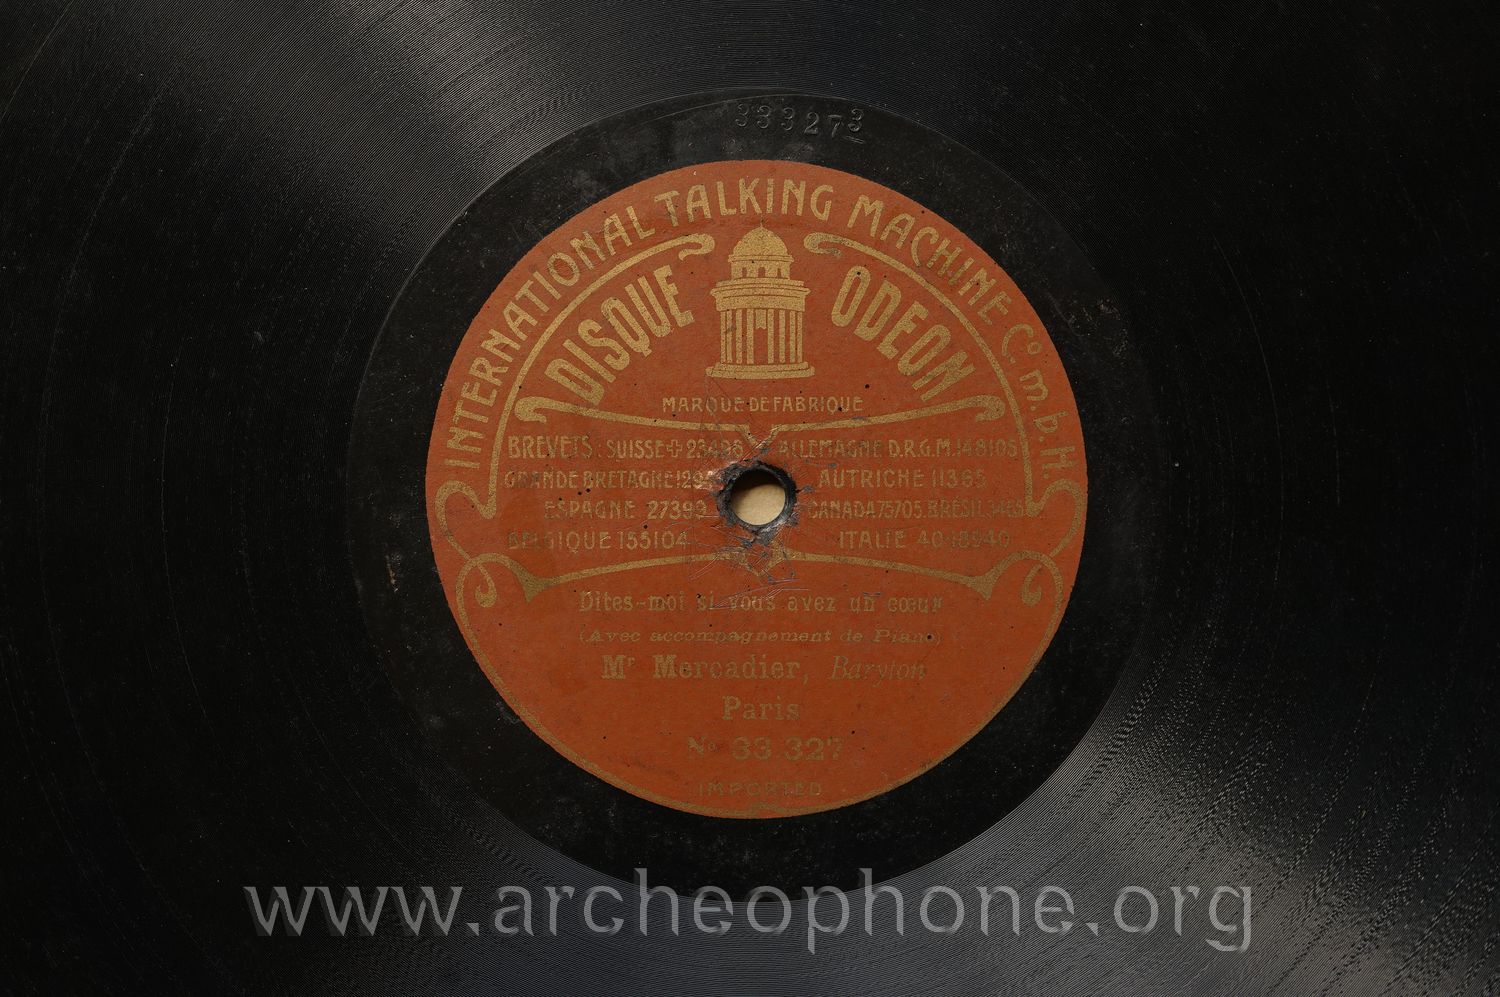 333273
INTERNATIONAL TALKING MACHINE Co. m.b.H.
DISQUE ODEON
MARQUE DE FABRIQUE
BREVETS: SUISSE✚23498 ALLEMAGNE D.R.G.M.148105
GRANDE BRETAGNE AUTRICHE 11365
ESPAGNE 27393 CANADA 75705. BRÉSIL 3465
BELGIQUE 155104 ITALIE 40-18940
Dites-moi si vous avez un cœur
(Avec accompagnement de Piano)
Mr Mercadier, Baryton
Paris
No 33.327
IMPORTED
www.archeophone.org